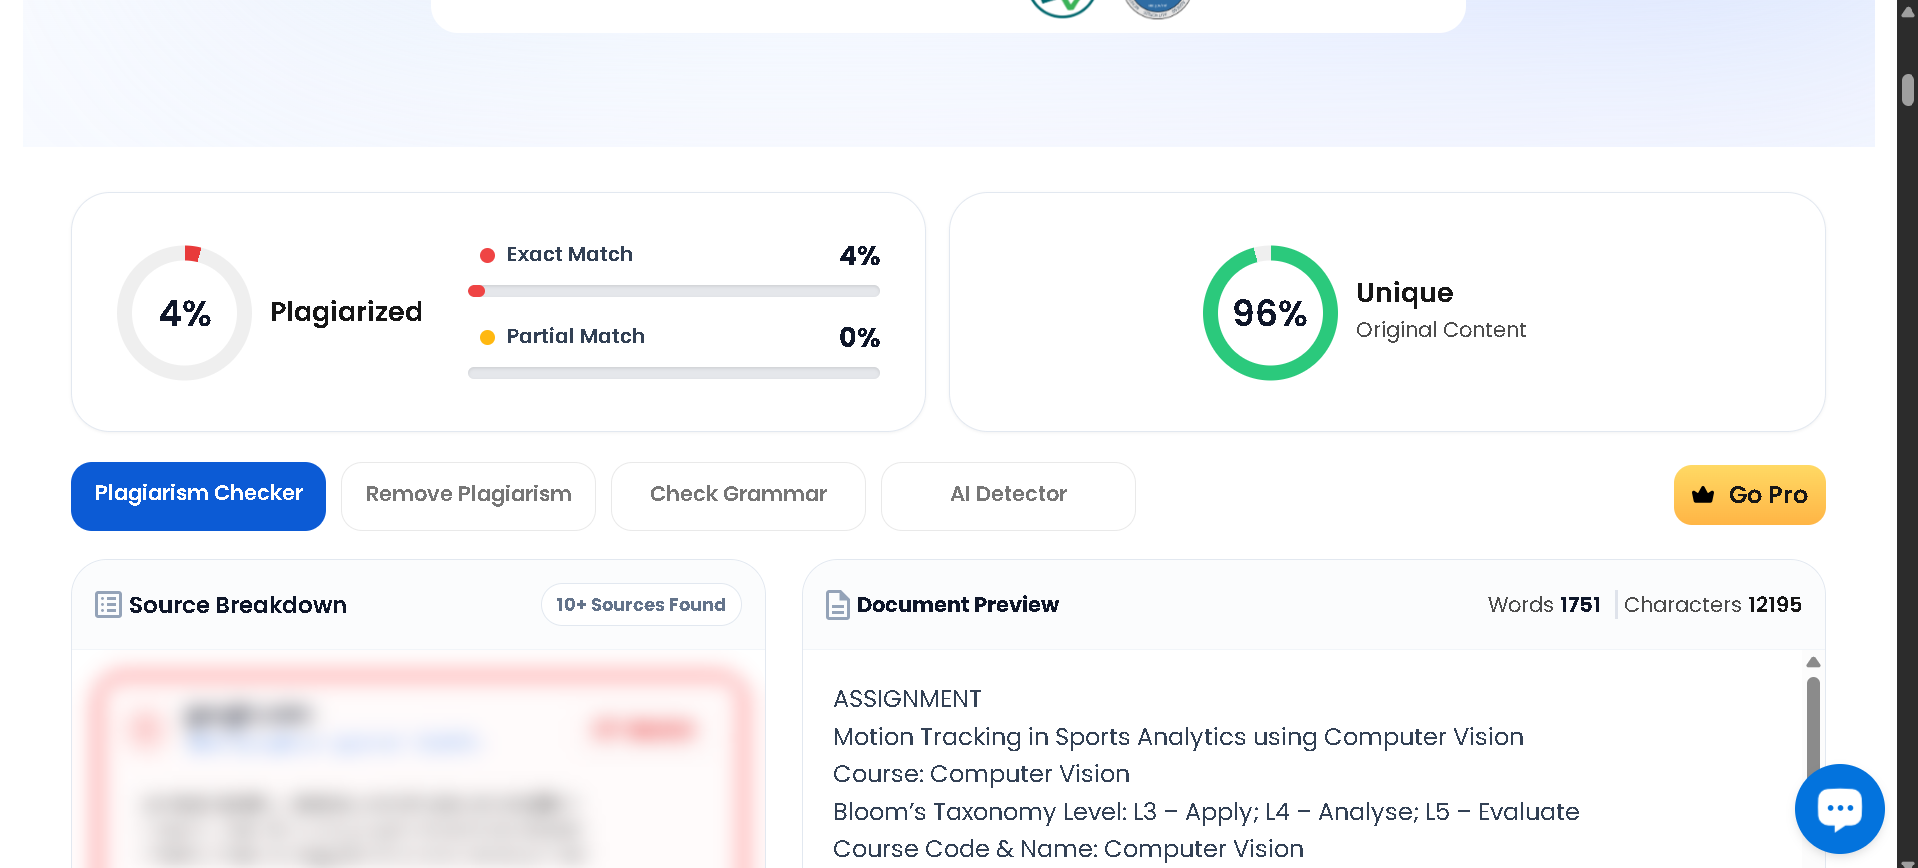 4%
Plagiarized
Exact Match
4%
Partial Match
0%
96%
Unique
Original Content
Plagiarism Checker
Remove Plagiarism
Check Grammar
AI Detector
Go Pro
Source Breakdown
10+ Sources Found
Document Preview
Words 1751
Characters 12195
ASSIGNMENT
Motion Tracking in Sports Analytics using Computer Vision
Course: Computer Vision
Bloom’s Taxonomy Level: L3 – Apply; L4 – Analyse; L5 – Evaluate
Course Code & Name: Computer Vision